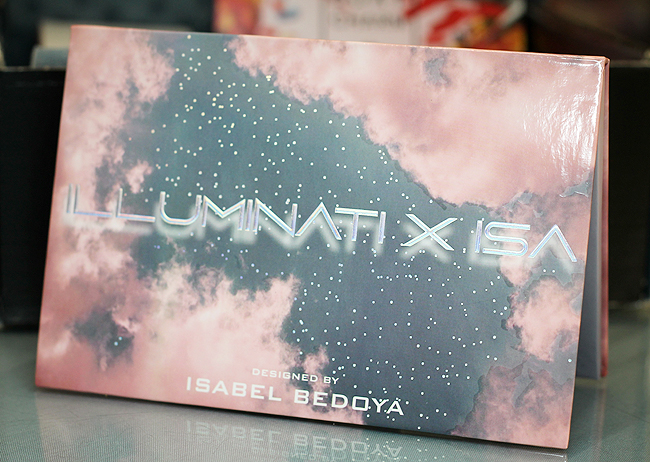 ILLUMINATI X ISA
DESIGNED BY
ISABEL BEDOYA